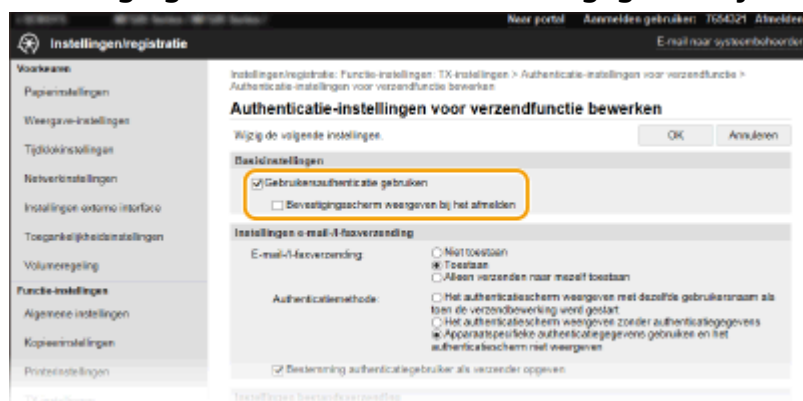 Naar portal Aanmelden gebruiker: 7654321 Afmelden
Instellingen/registratie
E-mail naar systeembeheerder
Voorkeuren
Papierinstellingen
Weergave-instellingen
Tijdklokinstellingen
Netwerkinstellingen
Instellingen externe interface
Toegankelijkheidsinstellingen
Volumeregeling
Functie-instellingen
Algemene instellingen
Kopieerinstellingen
Printerinstellingen
Instellingen/registratie: Functie-instellingen: TX-instellingen > Authenticatie-instellingen voor verzendfunctie >
Authenticatie-instellingen voor verzendfunctie bewerken
Authenticatie-instellingen voor verzendfunctie bewerken
Wijzig de volgende instellingen.
OK Annuleren
Basisinstellingen
Gebruikersauthenticatie gebruiken
Bevestigingsscherm weergeven bij het afmelden
Instellingen e-mail-/I-faxverzending
E-mail-/I-faxverzending:
Niet toestaan
Toestaan
Alleen verzenden naar mezelf toestaan
Authenticatiemethode:
Het authenticatiescherm weergeven met dezelfde gebruikersnaam als
toen de verzendbewerking werd gestart
Het authenticatiescherm weergeven zonder authenticatiegegevens
Apparaatspecifieke authenticatiegegevens gebruiken en het
authenticatiescherm niet weergeven
Bestemming authenticatiegebruiker als verzender opgeven